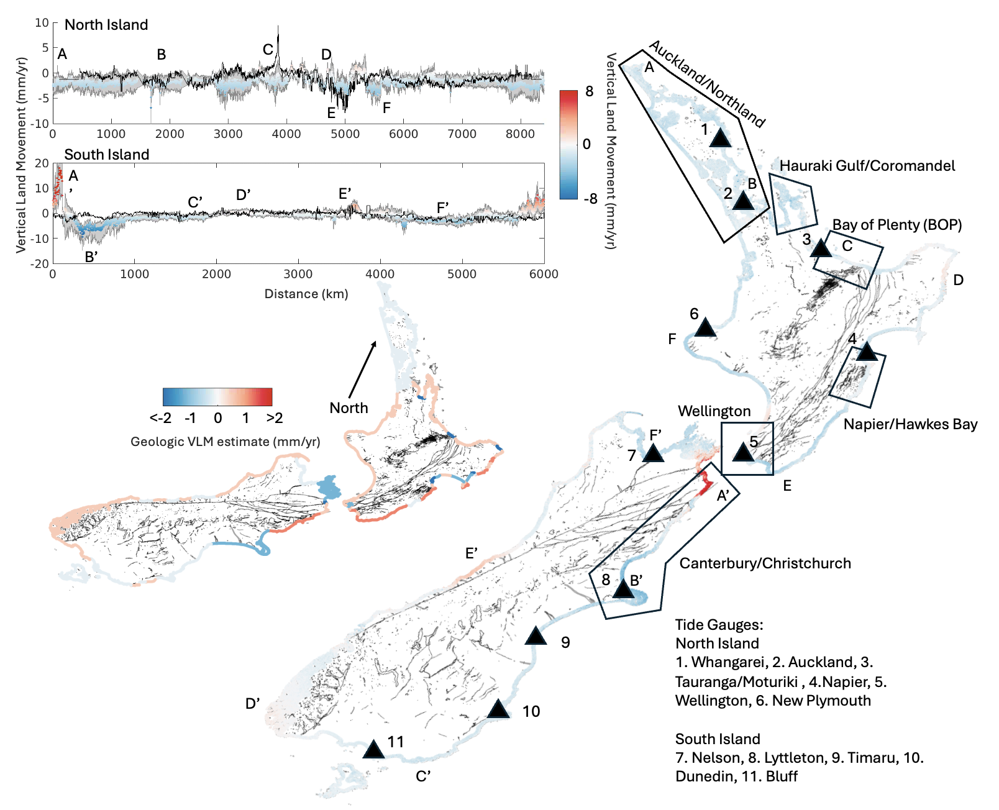 North Island
10
5
0
-5
-10
A
B
C
D
E
F
0
1000
2000
3000
4000
5000
6000
7000
8000
Vertical Land Movement (mm/yr)
South Island
20
10
0
-10
-20
A
’
B’
C’
D’
E’
F’
0
1000
2000
3000
4000
5000
6000
Distance (km)
8
0
-8
Vertical Land Movement (mm/yr)
Auckland/Northland
A
1
B
2
Hauraki Gulf/Coromandel
Bay of Plenty (BOP)
3
C
D
6
F
4
Napier/Hawkes Bay
Wellington
5
E
North
<-2
-1
0
1
>2
Geologic VLM estimate (mm/yr)
F’
7
A’
E’
Canterbury/Christchurch
8
B’
9
D’
10
11
C’
Tide Gauges:
North Island
1. Whangarei, 2. Auckland, 3.
Tauranga/Moturiki , 4.Napier, 5.
Wellington, 6. New Plymouth
South Island
7. Nelson, 8. Lyttleton, 9. Timaru, 10.
Dunedin, 11. Bluff